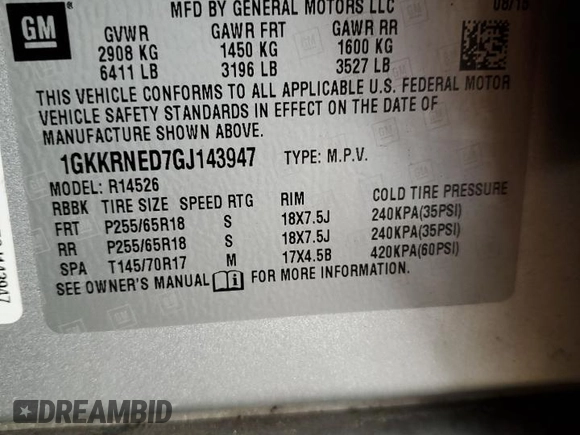 MFD BY GENERAL MOTORS LLC
GM
GVWR GAWR FRT GAWR RR
2908 KG 1450 KG 1600 KG
6411 LB 3196 LB 3527 LB
THIS VEHICLE CONFORMS TO ALL APPLICABLE U.S. FEDERAL MOTOR
VEHICLE SAFETY STANDARDS IN EFFECT ON THE DATE OF
MANUFACTURE SHOWN ABOVE.
1GKKRNED7GJ143947 TYPE: M.P.V.
MODEL: R14526
RBBK TIRE SIZE SPEED RTG RIM COLD TIRE PRESSURE
FRT P255/65R18 S 18X7.5J 240KPA(35PSI)
RR P255/65R18 S 18X7.5J 240KPA(35PSI)
SPA T145/70R17 M 17X4.5B 420KPA(60PSI)
SEE OWNER'S MANUAL FOR MORE INFORMATION.
DREAMBID